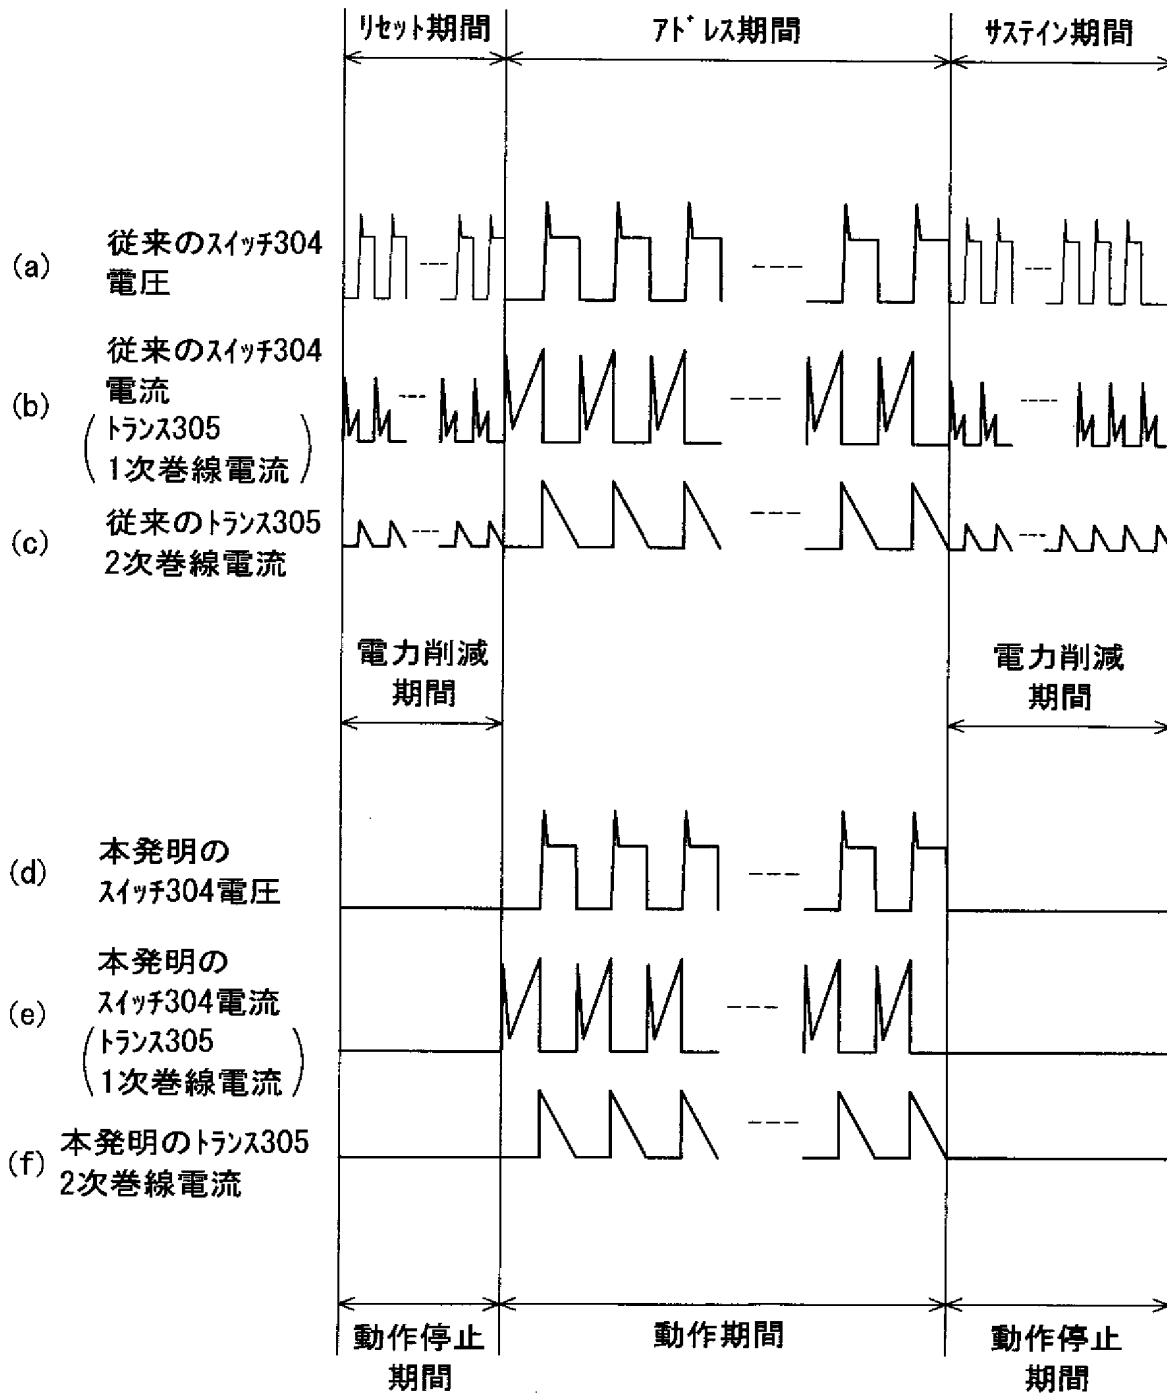 リセット期間
アドレス期間
サステイン期間
(a)
従来のスイッチ304
電圧
(b)
従来のスイッチ304
電流
(トランス305
1次巻線電流)
(c)
従来のトランス305
2次巻線電流
電力削減
期間
電力削減
期間
(d)
本発明の
スイッチ304電圧
(e)
本発明の
スイッチ304電流
(トランス305
1次巻線電流)
(f)
本発明のトランス305
2次巻線電流
動作停止
期間
動作期間
動作停止
期間